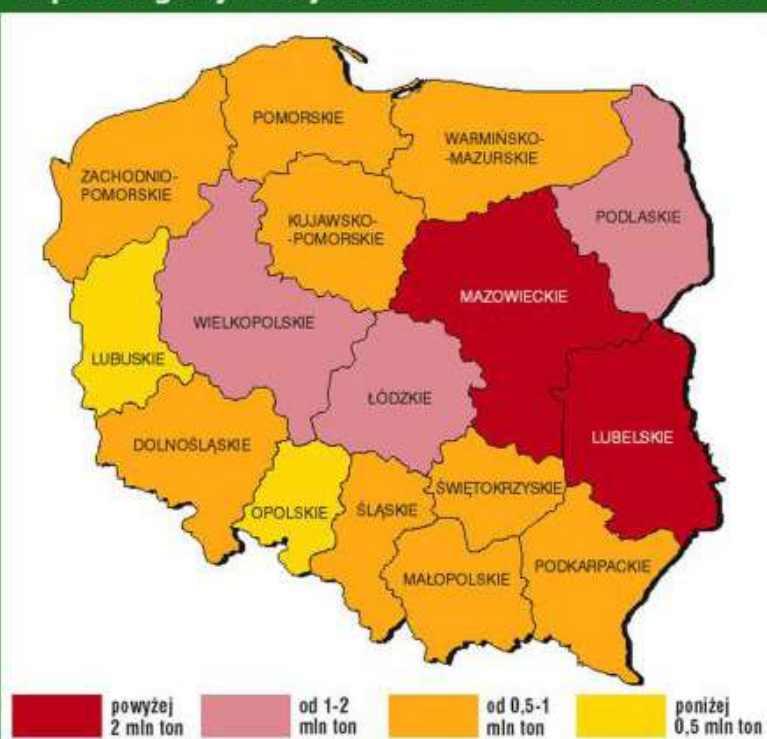 POMORSKIE
WARMIŃSKO-
-MAZURSKIE
ZACHODNIO-
POMORSKIE
PODLASKIE
KUJAWSKO-
-POMORSKIE
MAZOWIECKIE
WIELKOPOLSKIE
LUBUSKIE
ŁÓDZKIE
LUBELSKIE
DOLNOŚLĄSKIE
ŚWIĘTOKRZYSKIE
OPOLSKIE
ŚLĄSKIE
PODKARPACKIE
MAŁOPOLSKIE
powyżej
2 mln ton
od 1-2
mln ton
od 0,5-1
mln ton
poniżej
0,5 mln ton